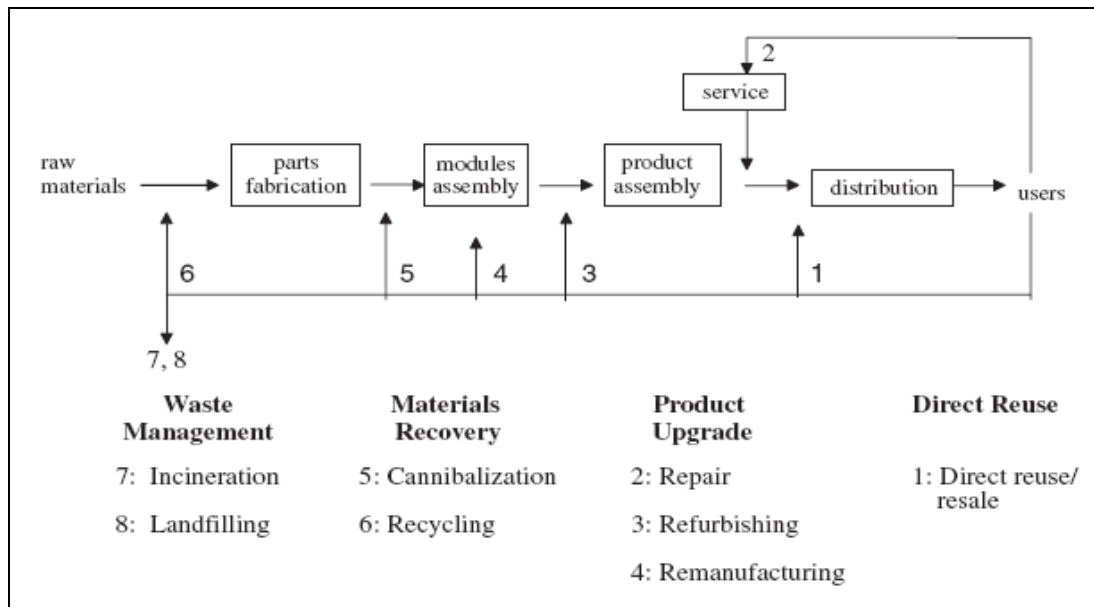 2
service
raw
materials
parts
fabrication
modules
assembly
product
assembly
distribution
users
6
5
4
3
1
7, 8
Waste
Management
7: Incineration
8: Landfilling
Materials
Recovery
5: Cannibalization
6: Recycling
Product
Upgrade
2: Repair
3: Refurbishing
4: Remanufacturing
Direct Reuse
1: Direct reuse/
resale